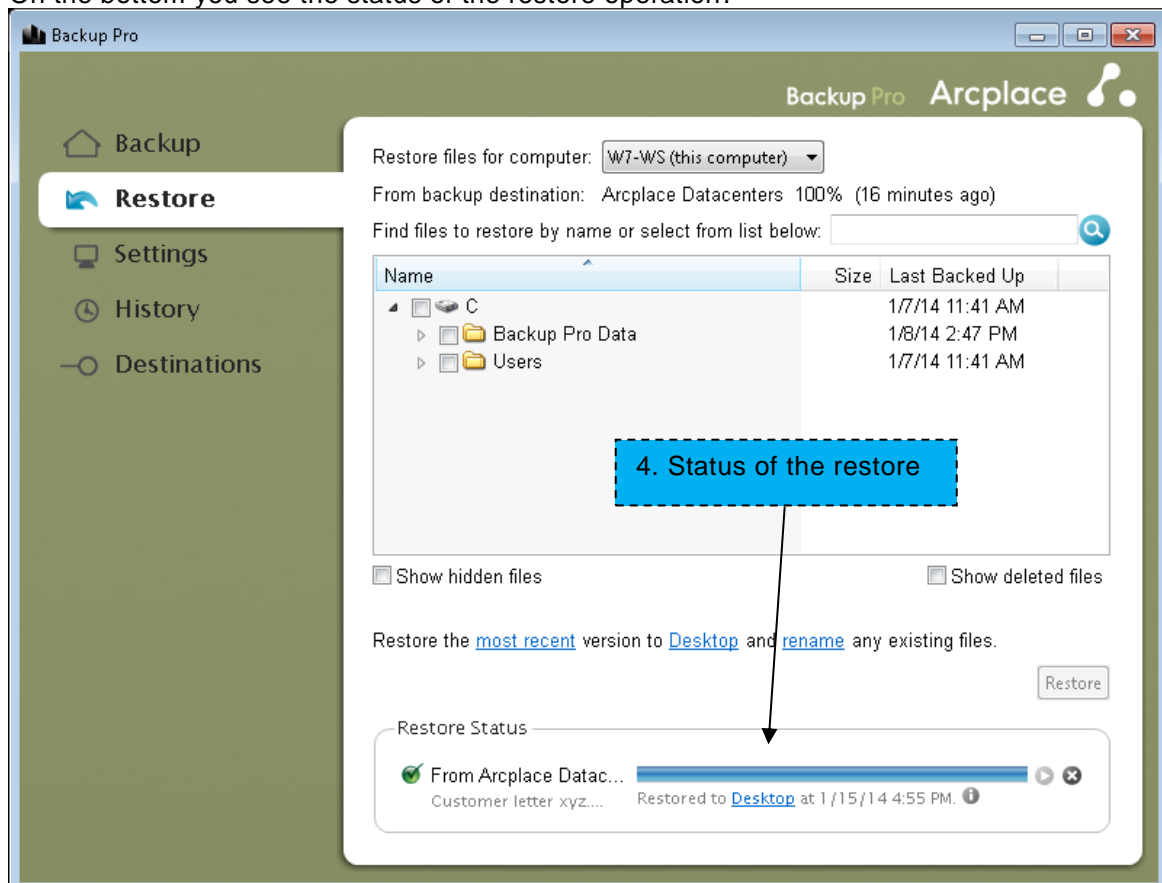 On the bottom you see the status of the restore operation.
Backup Pro
Backup Pro Arcplace
Backup
Restore
Settings
History
Destinations
Restore files for computer: W7-WS (this computer)
From backup destination: Arcplace Datacenters 100% (16 minutes ago)
Find files to restore by name or select from list below:
Name Size Last Backed Up
C 1/7/14 11:41 AM
Backup Pro Data 1/8/14 2:47 PM
Users 1/7/14 11:41 AM
4. Status of the restore
Show hidden files Show deleted files
Restore the most recent version to Desktop and rename any existing files.
Restore
Restore Status
From Arcplace Datac...
Customer letter xyz.... Restored to Desktop at 1/15/14 4:55 PM.